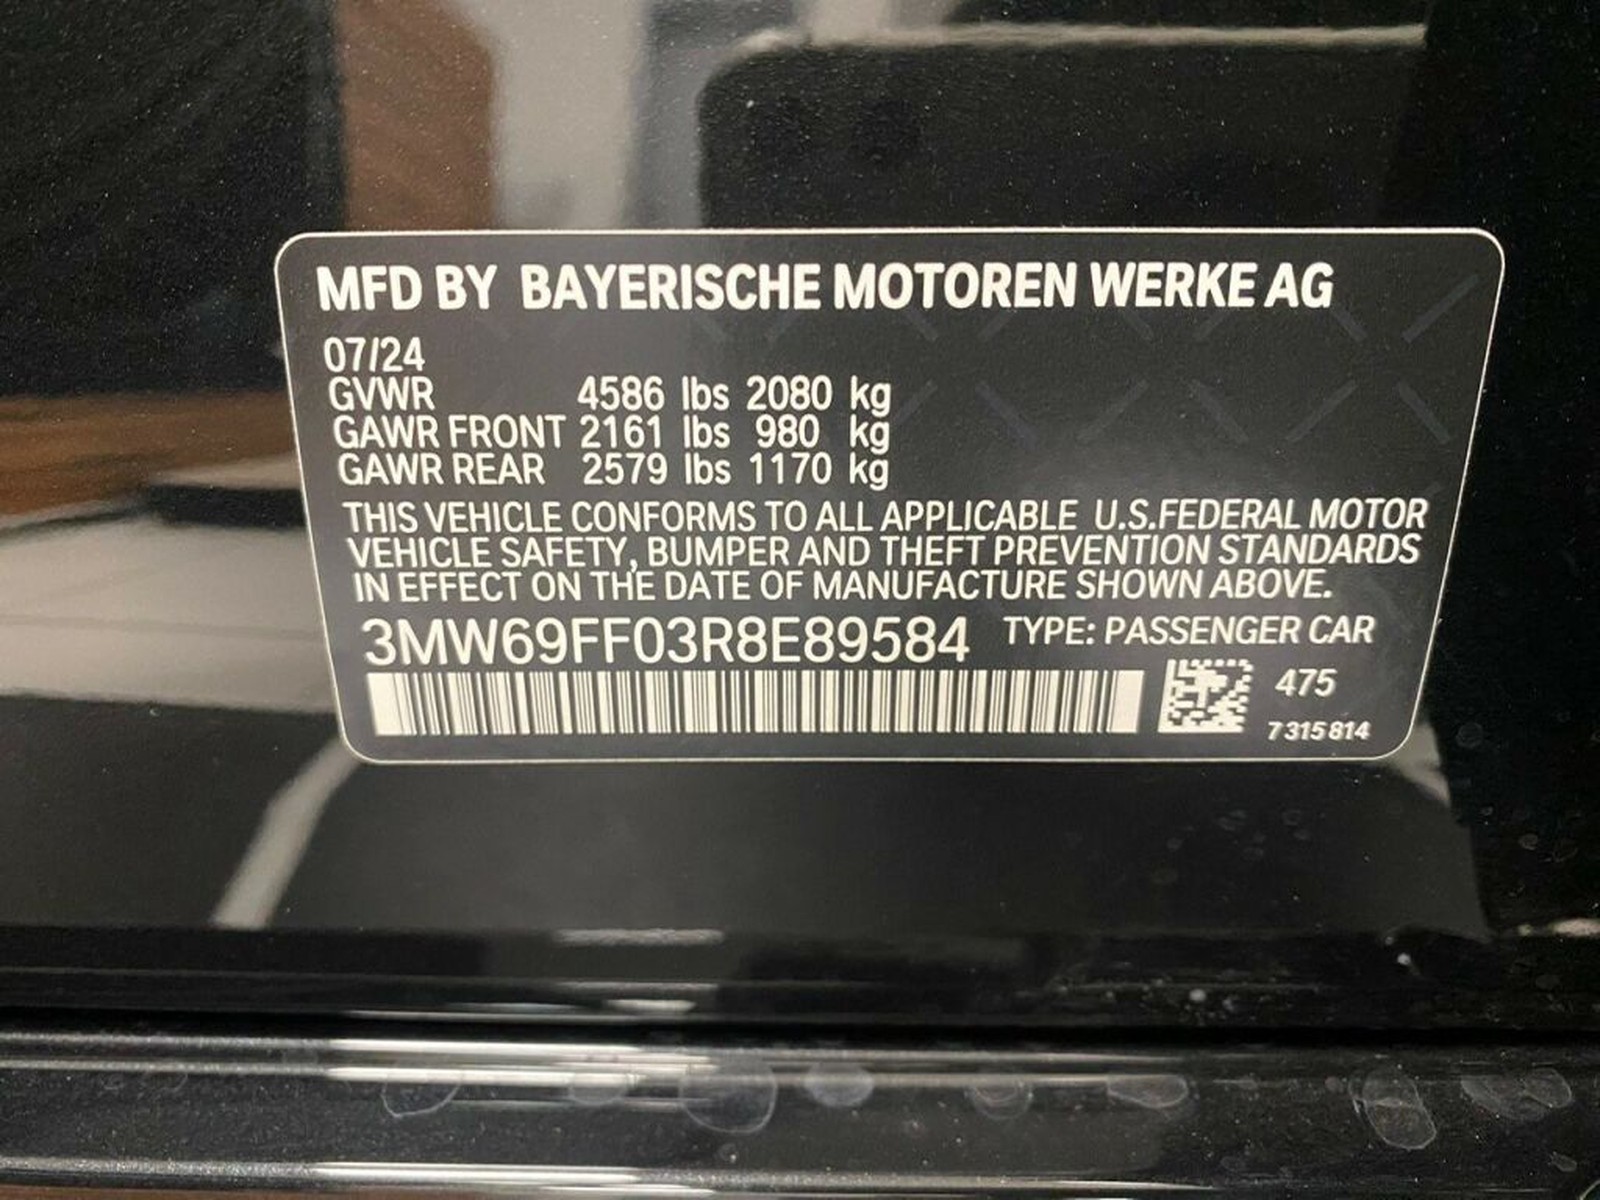 MFD BY BAYERISCHE MOTOREN WERKE AG
07/24
GVWR 4586 lbs 2080 kg
GAWR FRONT 2161 lbs 980 kg
GAWR REAR 2579 lbs 1170 kg
THIS VEHICLE CONFORMS TO ALL APPLICABLE U.S.FEDERAL MOTOR
VEHICLE SAFETY, BUMPER AND THEFT PREVENTION STANDARDS
IN EFFECT ON THE DATE OF MANUFACTURE SHOWN ABOVE.
3MW69FF03R8E89584 TYPE: PASSENGER CAR
475
7 315 814